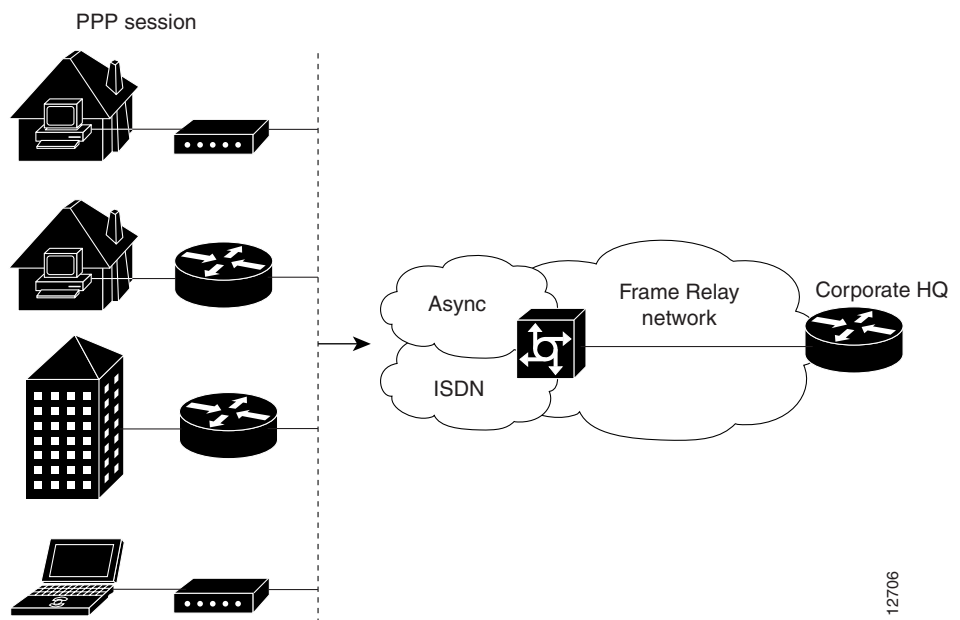 PPP session
Async
Frame Relay
network
Corporate HQ
ISDN
12706